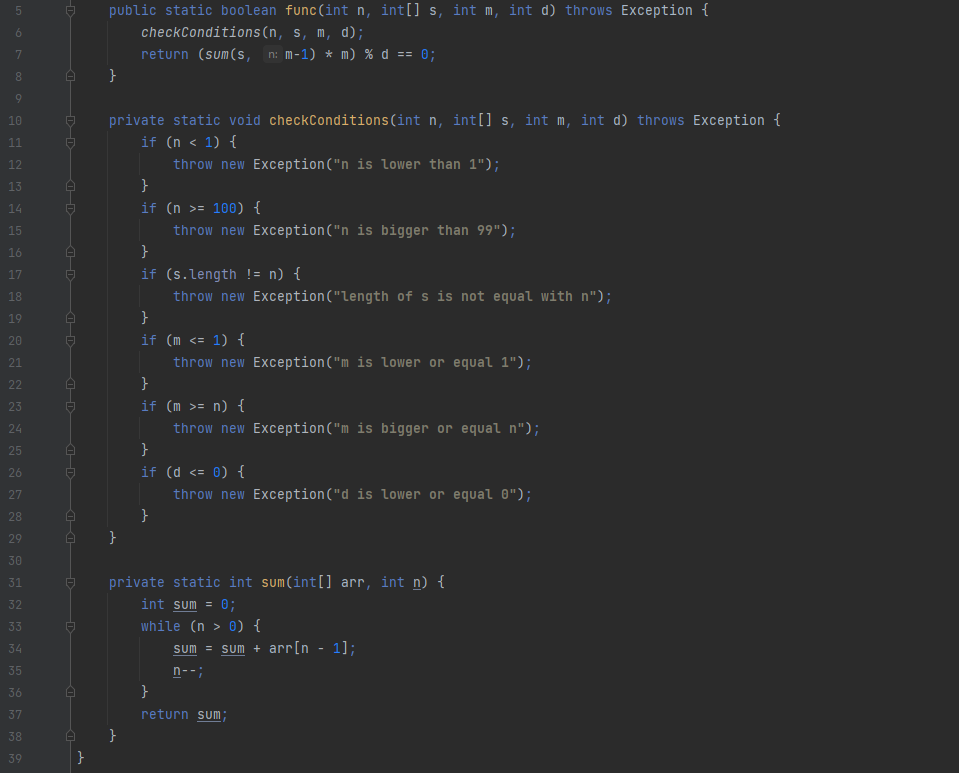 5 public static boolean func(int n, int[] s, int m, int d) throws Exception {
6 checkConditions(n, s, m, d);
7 return (sum(s, n: m-1) * m) % d == 0;
8 }
9
10 private static void checkConditions(int n, int[] s, int m, int d) throws Exception {
11 if (n < 1) {
12 throw new Exception("n is lower than 1");
13 }
14 if (n >= 100) {
15 throw new Exception("n is bigger than 99");
16 }
17 if (s.length != n) {
18 throw new Exception("length of s is not equal with n");
19 }
20 if (m <= 1) {
21 throw new Exception("m is lower or equal 1");
22 }
23 if (m >= n) {
24 throw new Exception("m is bigger or equal n");
25 }
26 if (d <= 0) {
27 throw new Exception("d is lower or equal 0");
28 }
29 }
30
31 private static int sum(int[] arr, int n) {
32 int sum = 0;
33 while (n > 0) {
34 sum = sum + arr[n - 1];
35 n--;
36 }
37 return sum;
38 }
39 }